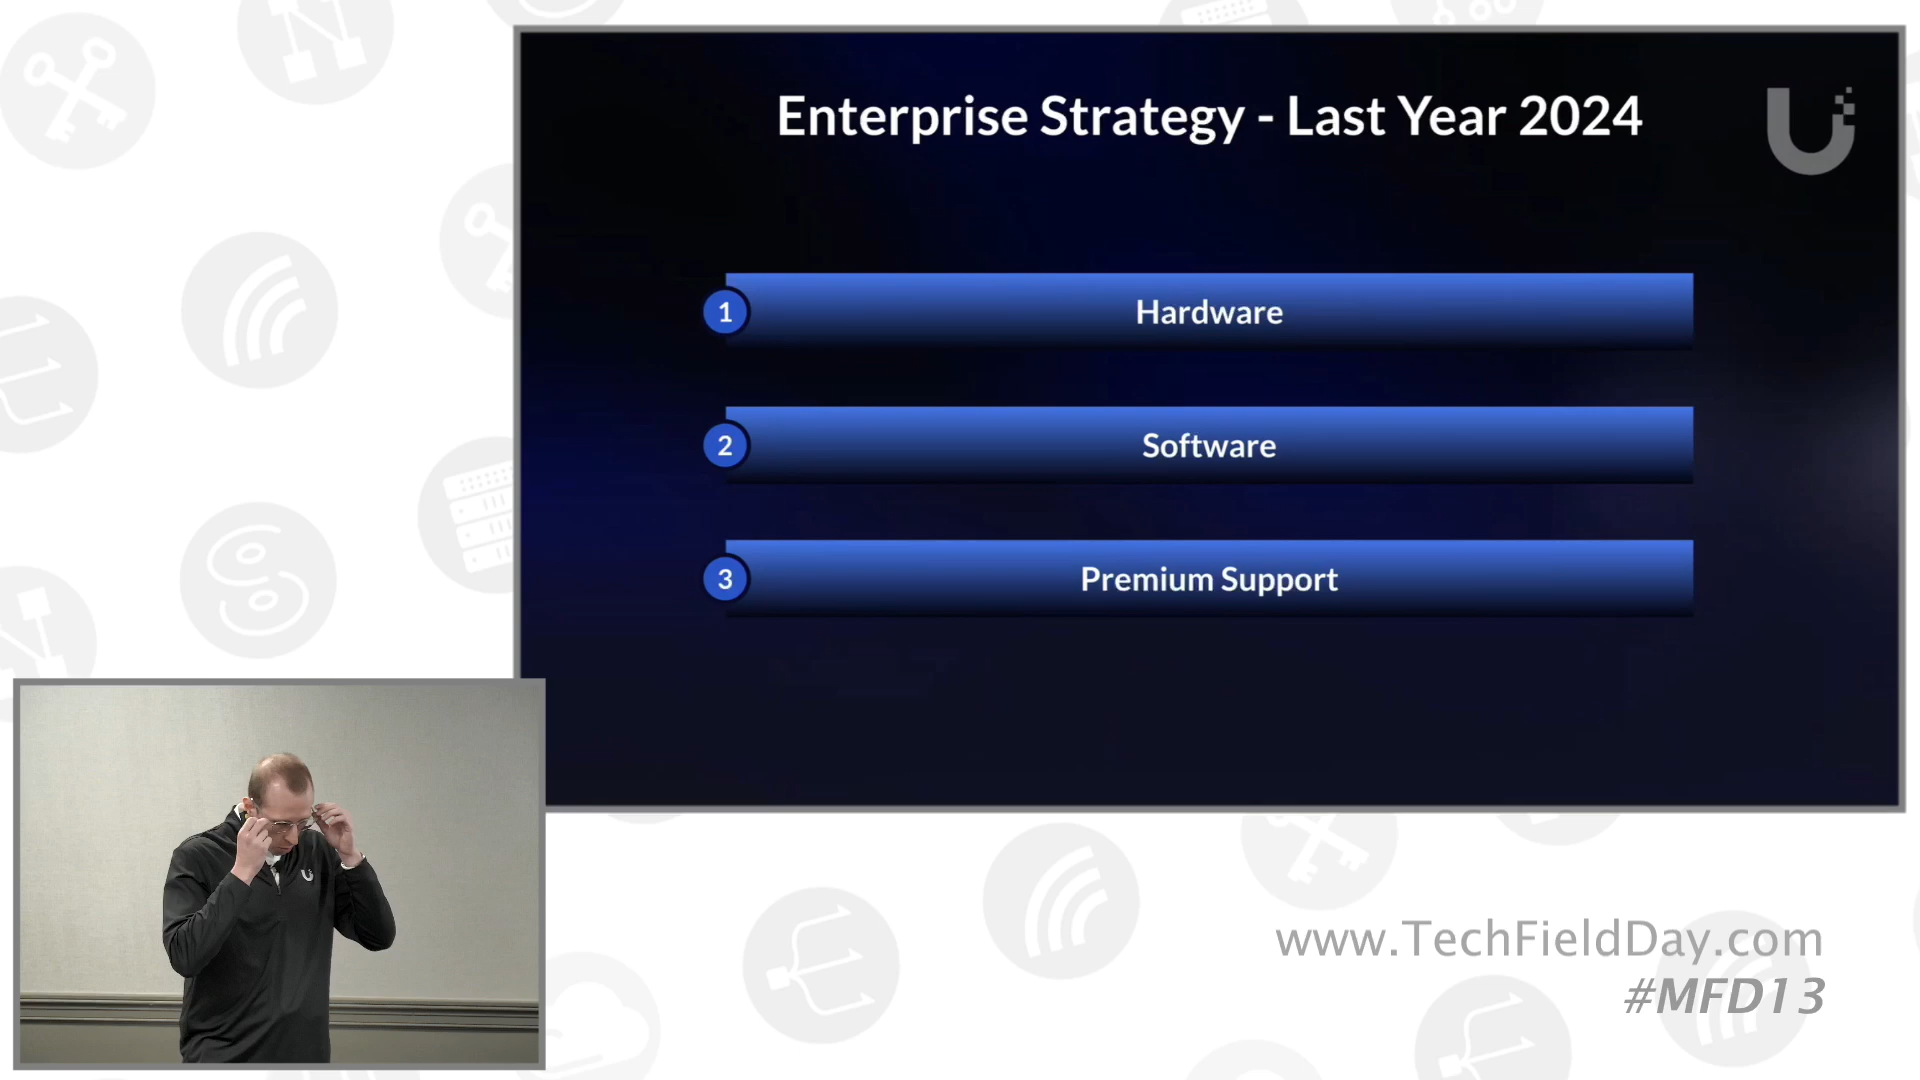 Enterprise Strategy - Last Year 2024
1 Hardware
2 Software
3 Premium Support
www.TechFieldDay.com
#MFD13